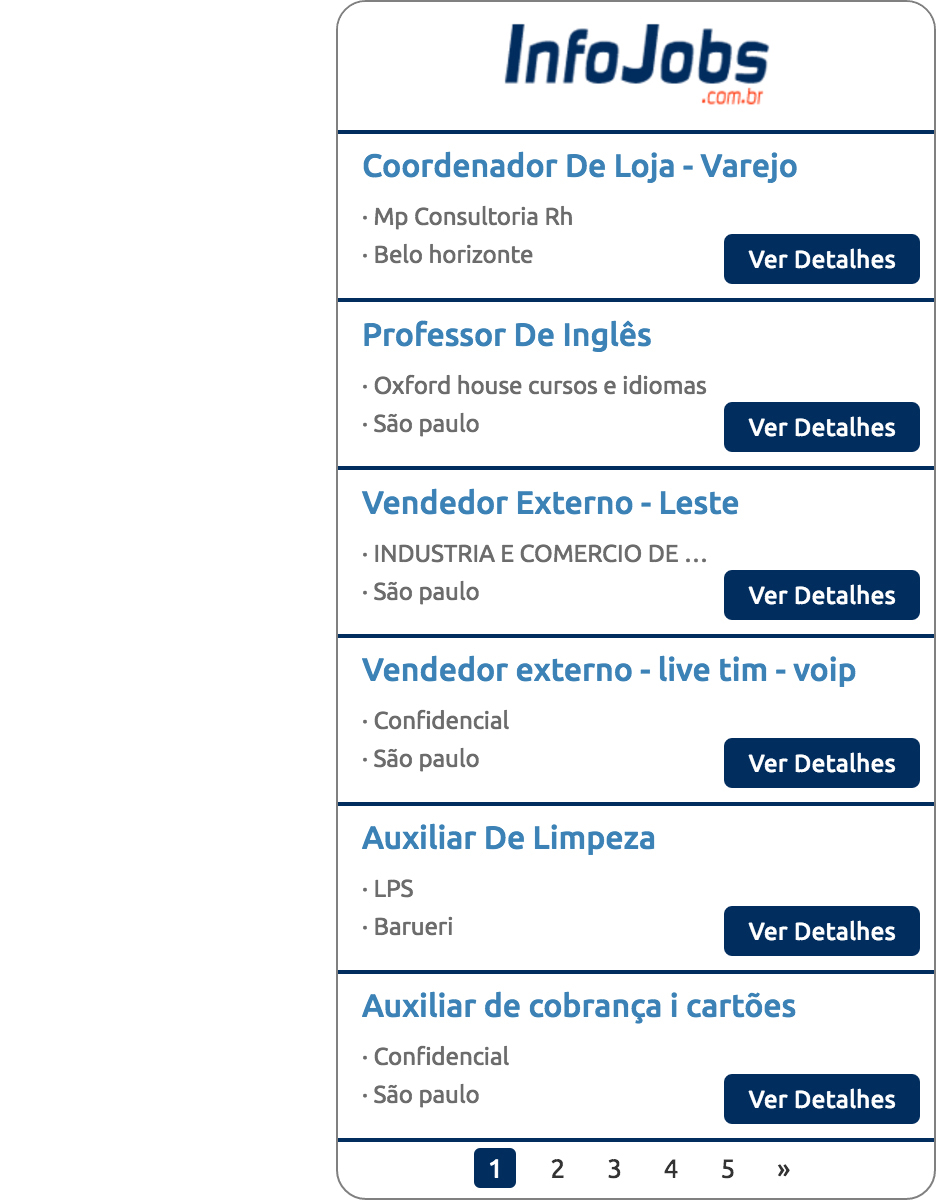 InfoJobs
.com.br
Coordenador De Loja - Varejo
· Mp Consultoria Rh
· Belo horizonte
Ver Detalhes
Professor De Inglês
· Oxford house cursos e idiomas
· São paulo
Ver Detalhes
Vendedor Externo - Leste
· INDUSTRIA E COMERCIO DE ...
· São paulo
Ver Detalhes
Vendedor externo - live tim - voip
· Confidencial
· São paulo
Ver Detalhes
Auxiliar De Limpeza
· LPS
· Barueri
Ver Detalhes
Auxiliar de cobrança i cartões
· Confidencial
· São paulo
Ver Detalhes
1 2 3 4 5 »